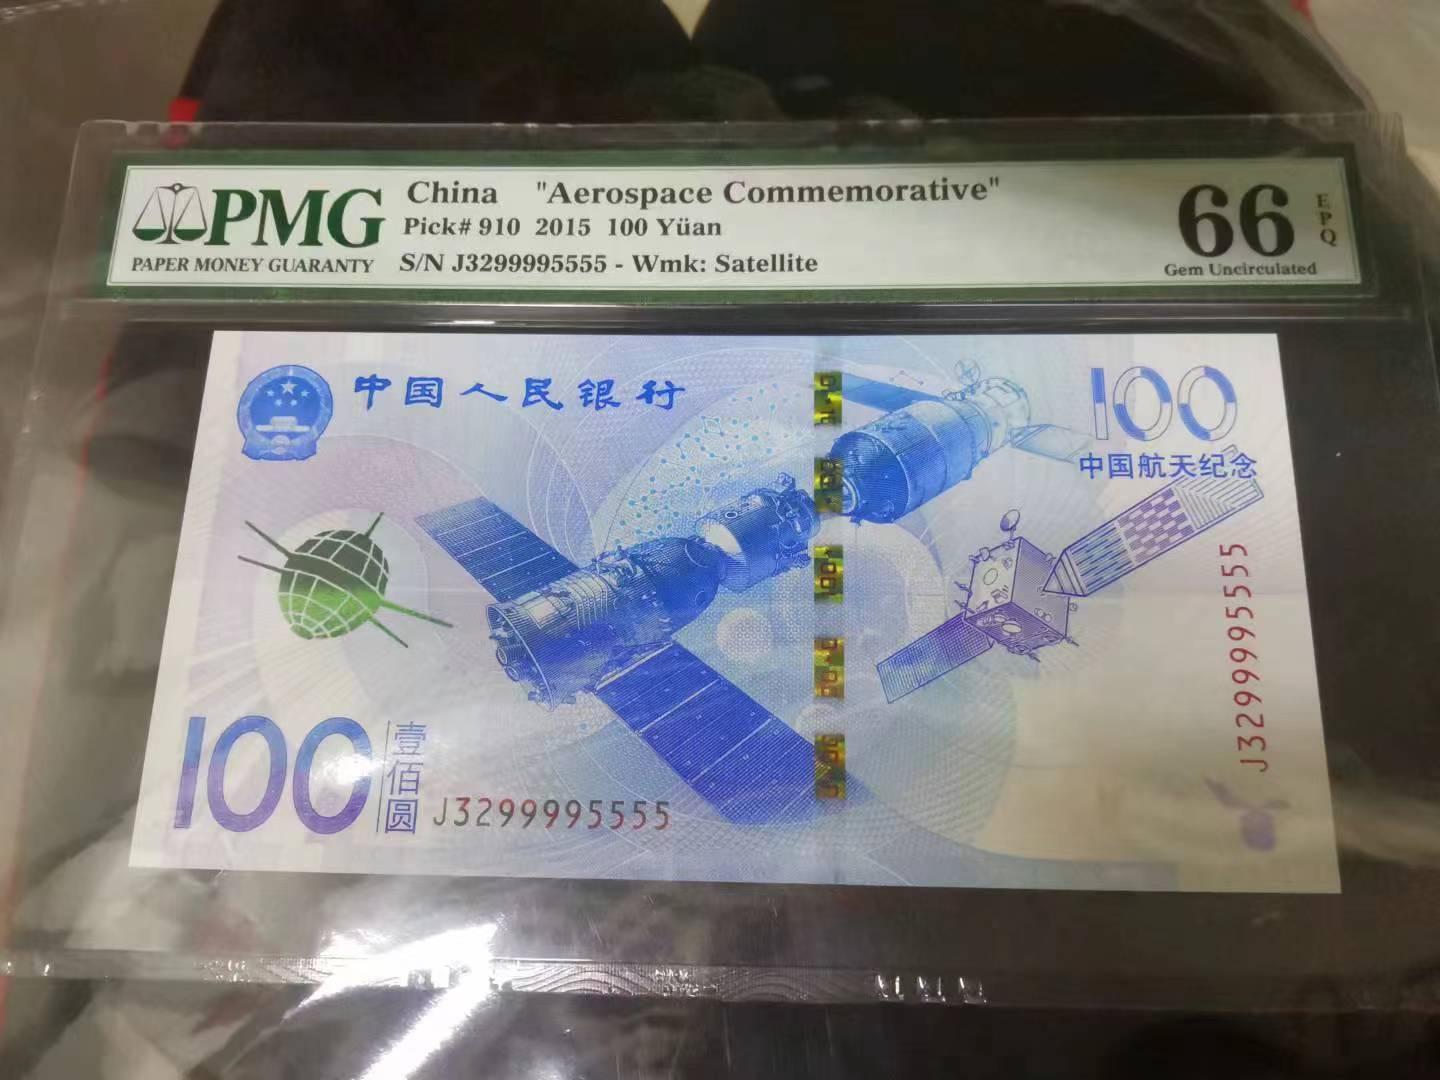 PMG
PAPER MONEY GUARANTY
China "Aerospace Commemorative"
Pick# 910 2015 100 Yüan
S/N J3299995555 - Wmk: Satellite
66
EPQ
Gem Uncirculated
中国人民银行
100
中国航天纪念
J3299995555
100
壹佰圆
J3299995555